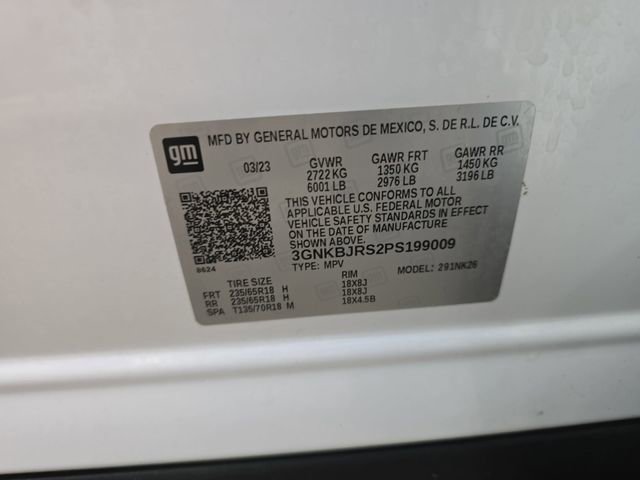 gm
MFD BY GENERAL MOTORS DE MEXICO, S. DE R.L. DE C.V.
03/23 GVWR GAWR FRT GAWR RR
2722 KG 1350 KG 1450 KG
6001 LB 2976 LB 3196 LB
THIS VEHICLE CONFORMS TO ALL
APPLICABLE U.S. FEDERAL MOTOR
VEHICLE SAFETY STANDARDS IN EFFECT
ON THE DATE OF MANUFACTURE
SHOWN ABOVE.
3GNKBJRS2PS199009
8624 TYPE: MPV MODEL: 291NK26
TIRE SIZE RIM
FRT 235/65R18 H 18X8J
RR 235/65R18 H 18X8J
SPA T135/70R18 M 18X4.5B